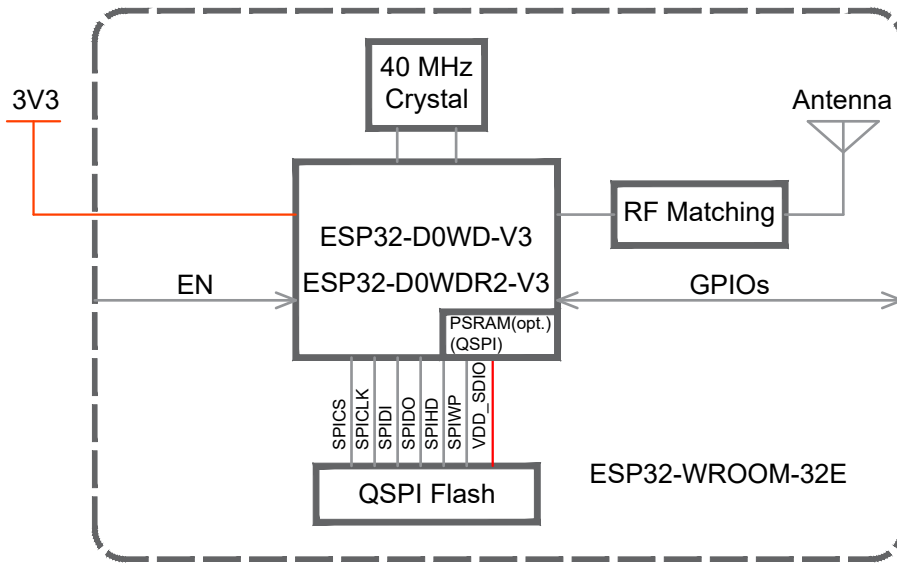 40 MHz
Crystal
3V3
Antenna
RF Matching
ESP32-D0WD-V3
ESP32-D0WDR2-V3
EN
GPIOs
PSRAM(opt.)
(QSPI)
SPICS
SPICLK
SPIDI
SPIDO
SPIHD
SPIWP
VDD_SDIO
QSPI Flash
ESP32-WROOM-32E